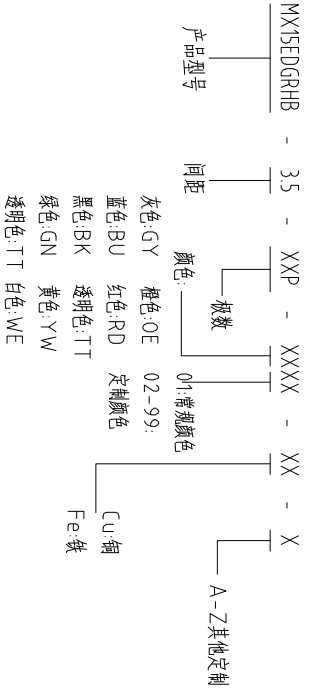 MX15EDGRHB - 3.5 - XXP - XXXX - XX - X
产品型号
间距
极数
颜色:
01:常规颜色
02-99:
定制颜色
灰色:GY 橙色:OE
蓝色:BU 红色:RD
黑色:BK 透明色:TT
绿色:GN 黄色:YW
透明色:TT 白色:WE
Cu:铜
Fe:铁
A-Z其他定制